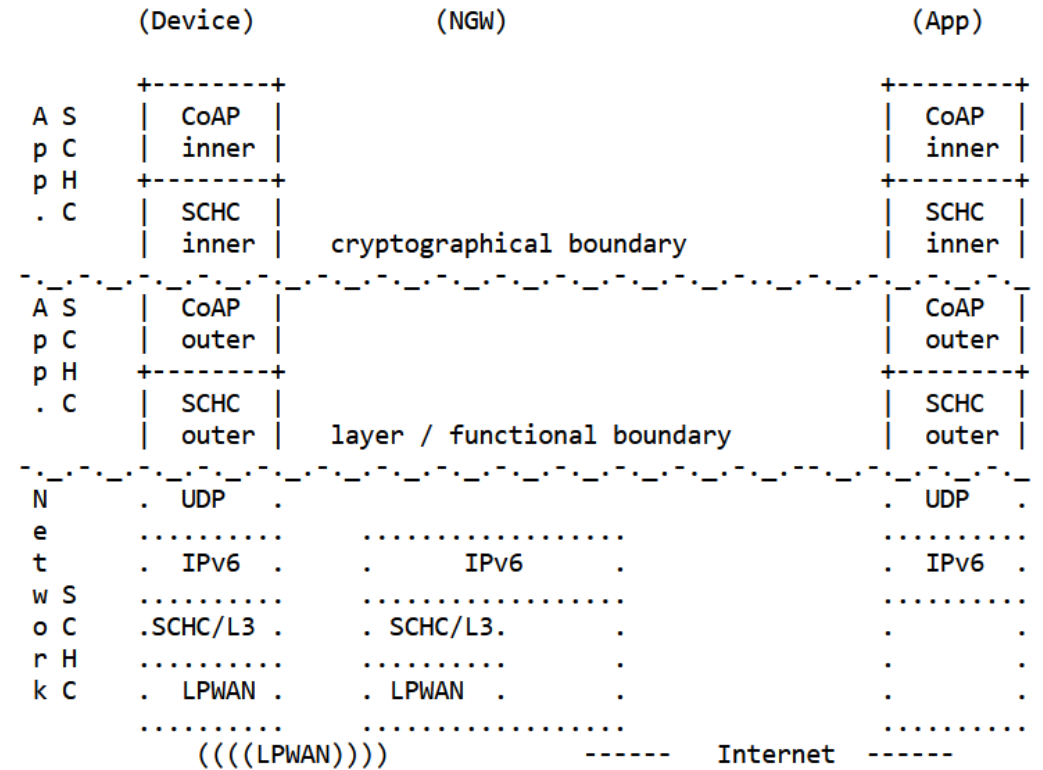 (Device)            (NGW)                           (App)

        +--------+                                        +--------+
 A S    |  CoAP  |                                        |  CoAP  |
 p C    |  inner |                                        |  inner |
 p H    +--------+                                        +--------+
 . C    |  SCHC  |                                        |  SCHC  |
        |  inner |   cryptographical boundary             |  inner |
-._.-._.-._.-._.-._.-._.-._.-._.-._.-._.-._.-.._.-._.-._.-._.-._.-._
 A S    |  CoAP  |                                        |  CoAP  |
 p C    |  outer |                                        |  outer |
 p H    +--------+                                        +--------+
 . C    |  SCHC  |                                        |  SCHC  |
        |  outer |   layer / functional boundary          |  outer |
-._.-._.-._.-._.-._.-._.-._.-._.-._.-._.-._.-._.--._.-._.-._.-._.-._
 N      .  UDP   .                                        .  UDP   .
 e      ..........     ..................                 ..........
 t      .  IPv6  .     .      IPv6      .                 .  IPv6  .
 w S    ..........     ..................                 ..........
 o C    .SCHC/L3 .     . SCHC/L3.       .                 .        .
 r H    ..........     ..........       .                 .        .
 k C    .  LPWAN .     . LPWAN  .       .                 .        .
        ..........     ..................                 ..........
            ((((LPWAN))))             ------   Internet  ------